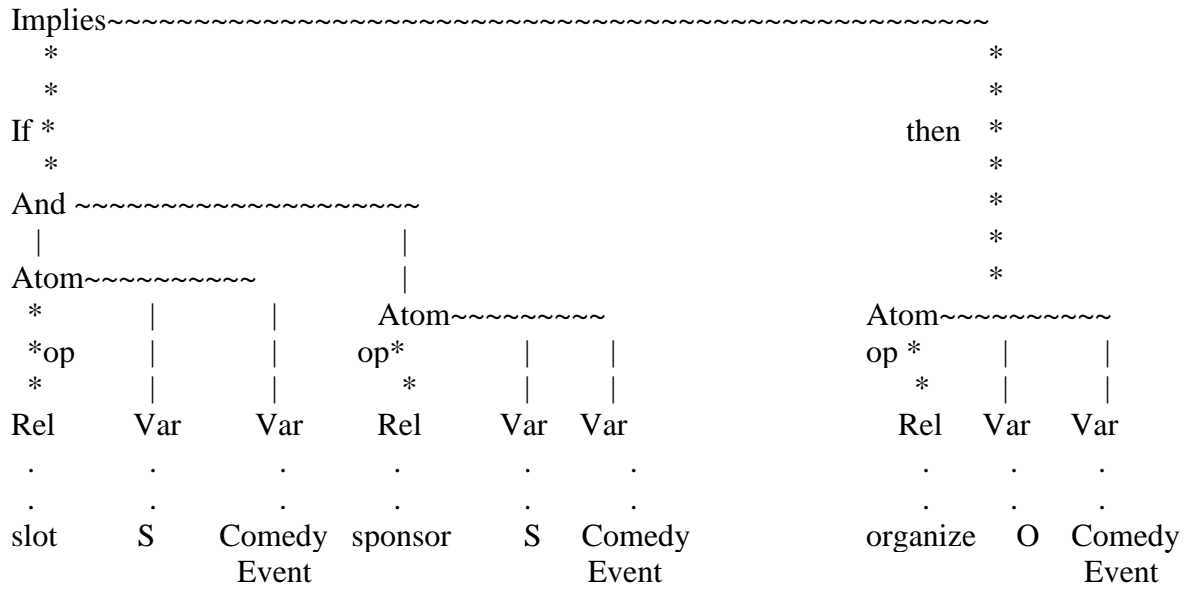 Implies~~~~~~~~~~~~~~~~~~~~~~~~~~~~~~~~~~~~~~~~~~~~~~~~~~~
* *
* *
If * then *
* *
And ~~~~~~~~~~~~~~~~~~~~ *
| | *
Atom~~~~~~~~~~ | *
* | | Atom~~~~~~~~~ Atom~~~~~~~~~~
*op | | op* | | op * | |
* | | * | | * | |
Rel Var Var Rel Var Var Rel Var Var
. . . . . . . . .
. . . . . . . . .
slot S Comedy sponsor S Comedy organize O Comedy
Event Event Event